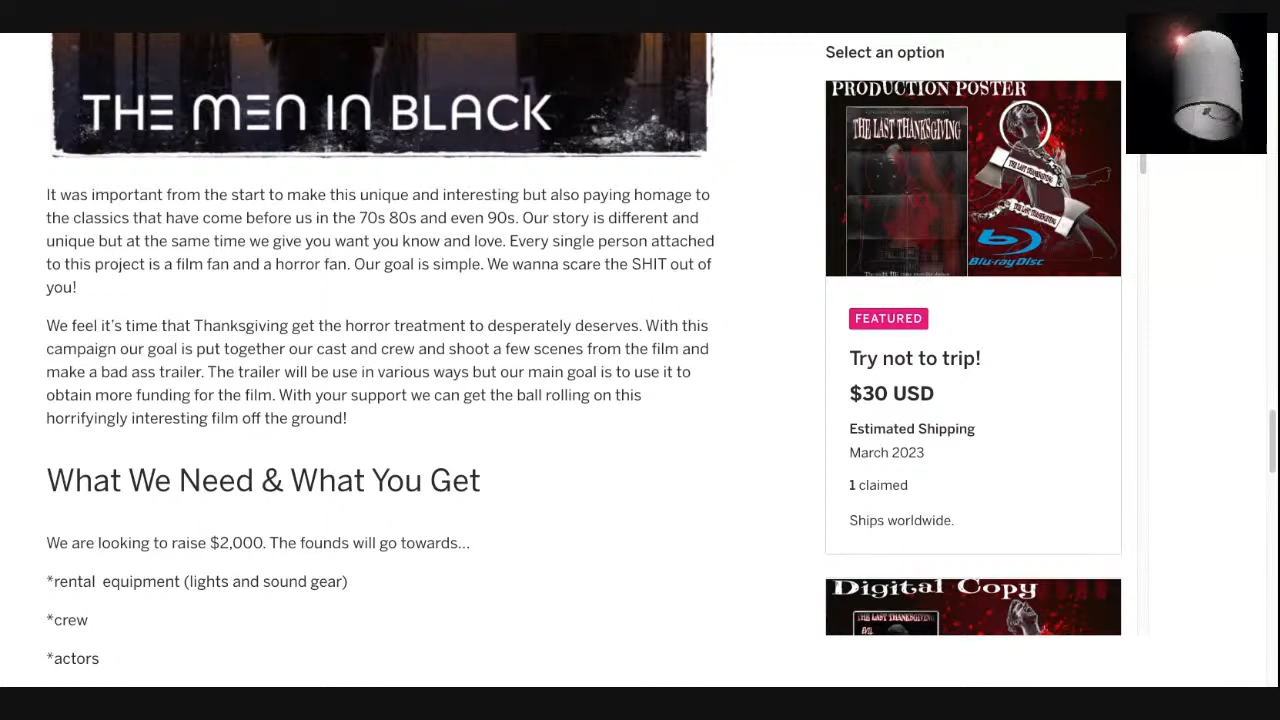 THE MEN IN BLACK
It was important from the start to make this unique and interesting but also paying homage to
the classics that have come before us in the 70s 80s and even 90s. Our story is different and
unique but at the same time we give you want you know and love. Every single person attached
to this project is a film fan and a horror fan. Our goal is simple. We wanna scare the SHIT out of
you!
We feel it’s time that Thanksgiving get the horror treatment to desperately deserves. With this
campaign our goal is put together our cast and crew and shoot a few scenes from the film and
make a bad ass trailer. The trailer will be use in various ways but our main goal is to use it to
obtain more funding for the film. With your support we can get the ball rolling on this
horrifyingly interesting film off the ground!
What We Need & What You Get
We are looking to raise $2,000. The founds will go towards...
*rental equipment (lights and sound gear)
*crew
*actors
Select an option
PRODUCTION POSTER
THE LAST THANKSGIVING
THE LAST THANKSGIVING
THE LAST THANKSGIVING
Blu-ray Disc
FEATURED
Try not to trip!
$30 USD
Estimated Shipping
March 2023
1 claimed
Ships worldwide.
Digital Copy
THE LAST THANKSGIVING